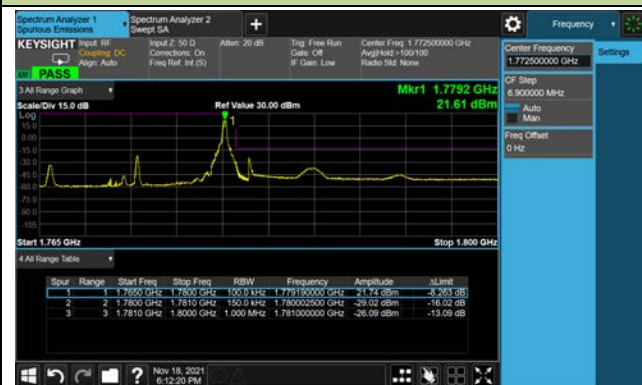 Spectrum Analyzer 1
Spurious Emissions
Spectrum Analyzer 2
Swept SA
+
Frequency
KEYSIGHT
Input: RF
Coupling: DC
Align: Auto
Input Z: 50 Ω
Corrections: On
Freq Ref: Int (S)
Atten: 20 dB
Trig: Free Run
Gate: Off
IF Gain: Low
Center Freq: 1.772500000 GHz
Avg|Hold:>100/100
Radio Std: None
PASS
Center Frequency
1.772500000 GHz
Settings
CF Step
6.900000 MHz
Auto
Man
Freq Offset
0 Hz
3 All Range Graph
Mkr1 1.7792 GHz
21.61 dBm
Scale/Div 15.0 dB
Ref Value 30.00 dBm
Log
15.0
0.00
-15.0
-30.0
-45.0
-60.0
-75.0
-90.0
-105
1
Start 1.765 GHz
Stop 1.800 GHz
4 All Range Table
Spur Range Start Freq Stop Freq RBW Frequency Amplitude ΔLimit
1 1 1.7650 GHz 1.7800 GHz 100.0 kHz 1.779190000 GHz 21.74 dBm -8.263 dB
2 2 1.7800 GHz 1.7810 GHz 150.0 kHz 1.780002500 GHz -29.02 dBm -16.02 dB
3 3 1.7810 GHz 1.8000 GHz 1.000 MHz 1.781000000 GHz -26.09 dBm -13.09 dB
?
Nov 18, 2021
6:12:20 PM